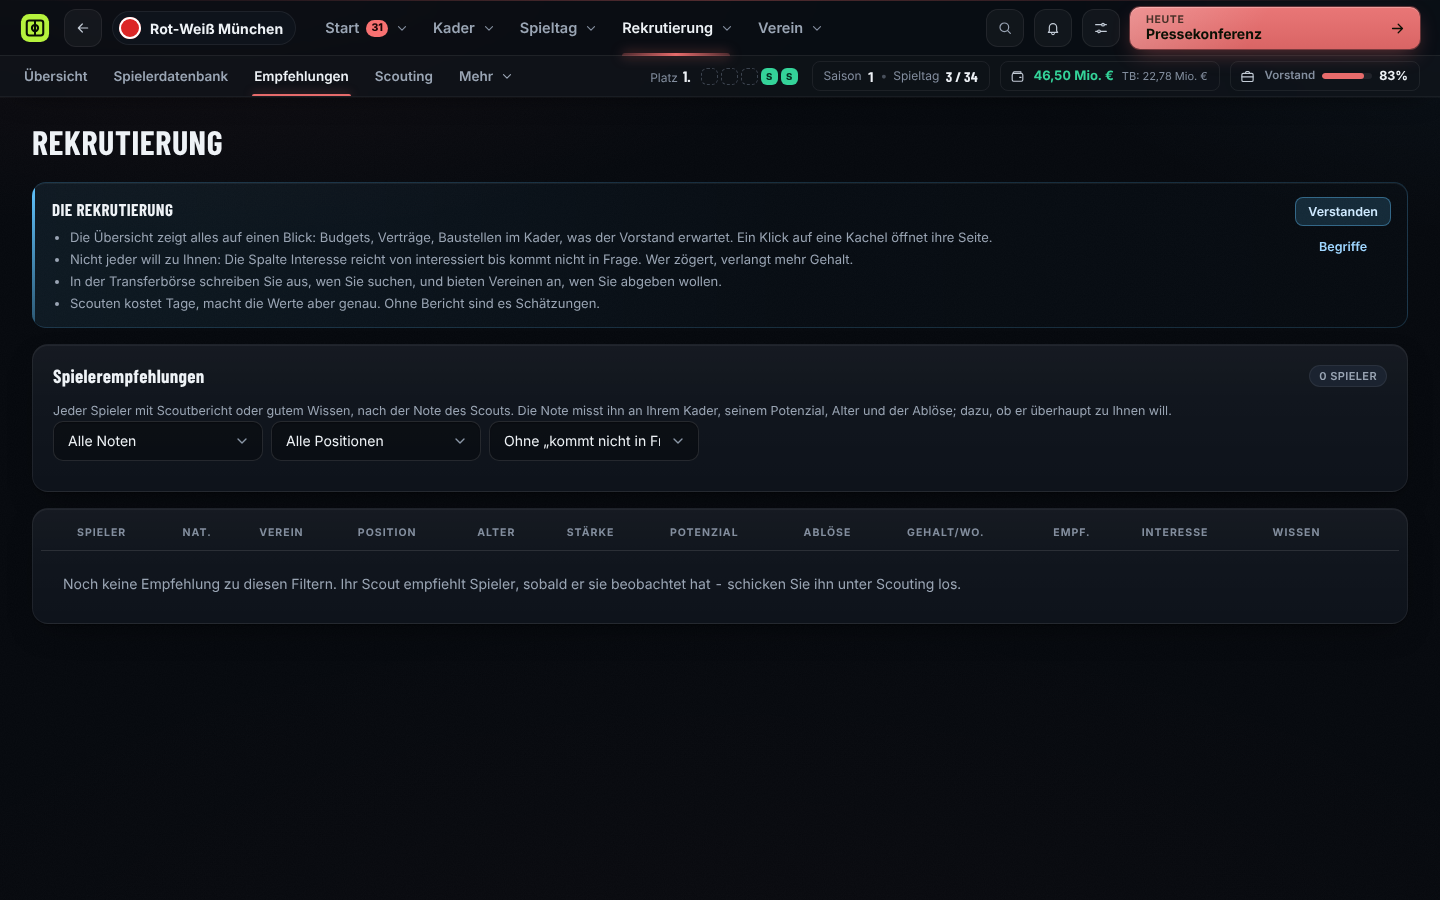 Rot-Weiß München
Start 31
Kader
Spieltag
Rekrutierung
Verein
HEUTE
Pressekonferenz
Übersicht
Spielerdatenbank
Empfehlungen
Scouting
Mehr
Platz 1.
S S
Saison 1 • Spieltag 3 / 34
46,50 Mio. € TB: 22,78 Mio. €
Vorstand 83%
REKRUTIERUNG
DIE REKRUTIERUNG
Verstanden
• Die Übersicht zeigt alles auf einen Blick: Budgets, Verträge, Baustellen im Kader, was der Vorstand erwartet. Ein Klick auf eine Kachel öffnet ihre Seite.
Begriffe
• Nicht jeder will zu Ihnen: Die Spalte Interesse reicht von interessiert bis kommt nicht in Frage. Wer zögert, verlangt mehr Gehalt.
• In der Transferbörse schreiben Sie aus, wen Sie suchen, und bieten Vereinen an, wen Sie abgeben wollen.
• Scouten kostet Tage, macht die Werte aber genau. Ohne Bericht sind es Schätzungen.
Spielerempfehlungen
0 SPIELER
Jeder Spieler mit Scoutbericht oder gutem Wissen, nach der Note des Scouts. Die Note misst ihn an Ihrem Kader, seinem Potenzial, Alter und der Ablöse; dazu, ob er überhaupt zu Ihnen will.
Alle Noten
Alle Positionen
Ohne „kommt nicht in Fr
SPIELER NAT. VEREIN POSITION ALTER STÄRKE POTENZIAL ABLÖSE GEHALT/WO. EMPF. INTERESSE WISSEN
Noch keine Empfehlung zu diesen Filtern. Ihr Scout empfiehlt Spieler, sobald er sie beobachtet hat - schicken Sie ihn unter Scouting los.